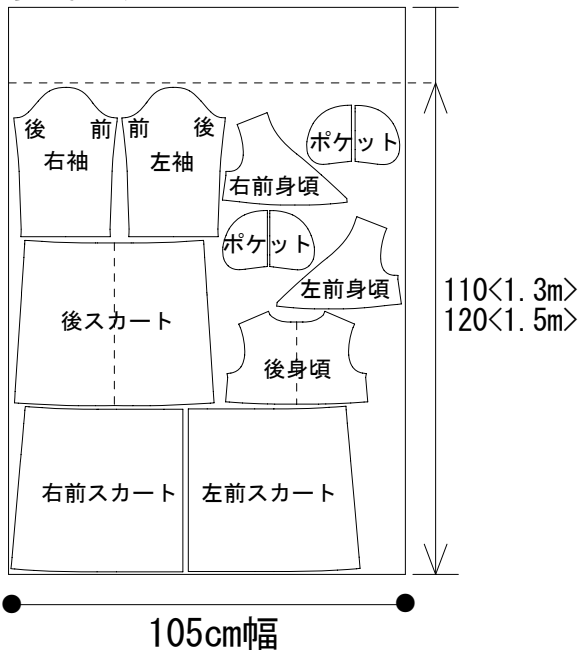 ポケット
後 前
前 後
右袖
左袖
右前身頃
ポケット
左前身頃
110<1.3m>
120<1.5m>
後スカート
後身頃
右前スカート
左前スカート
105cm幅